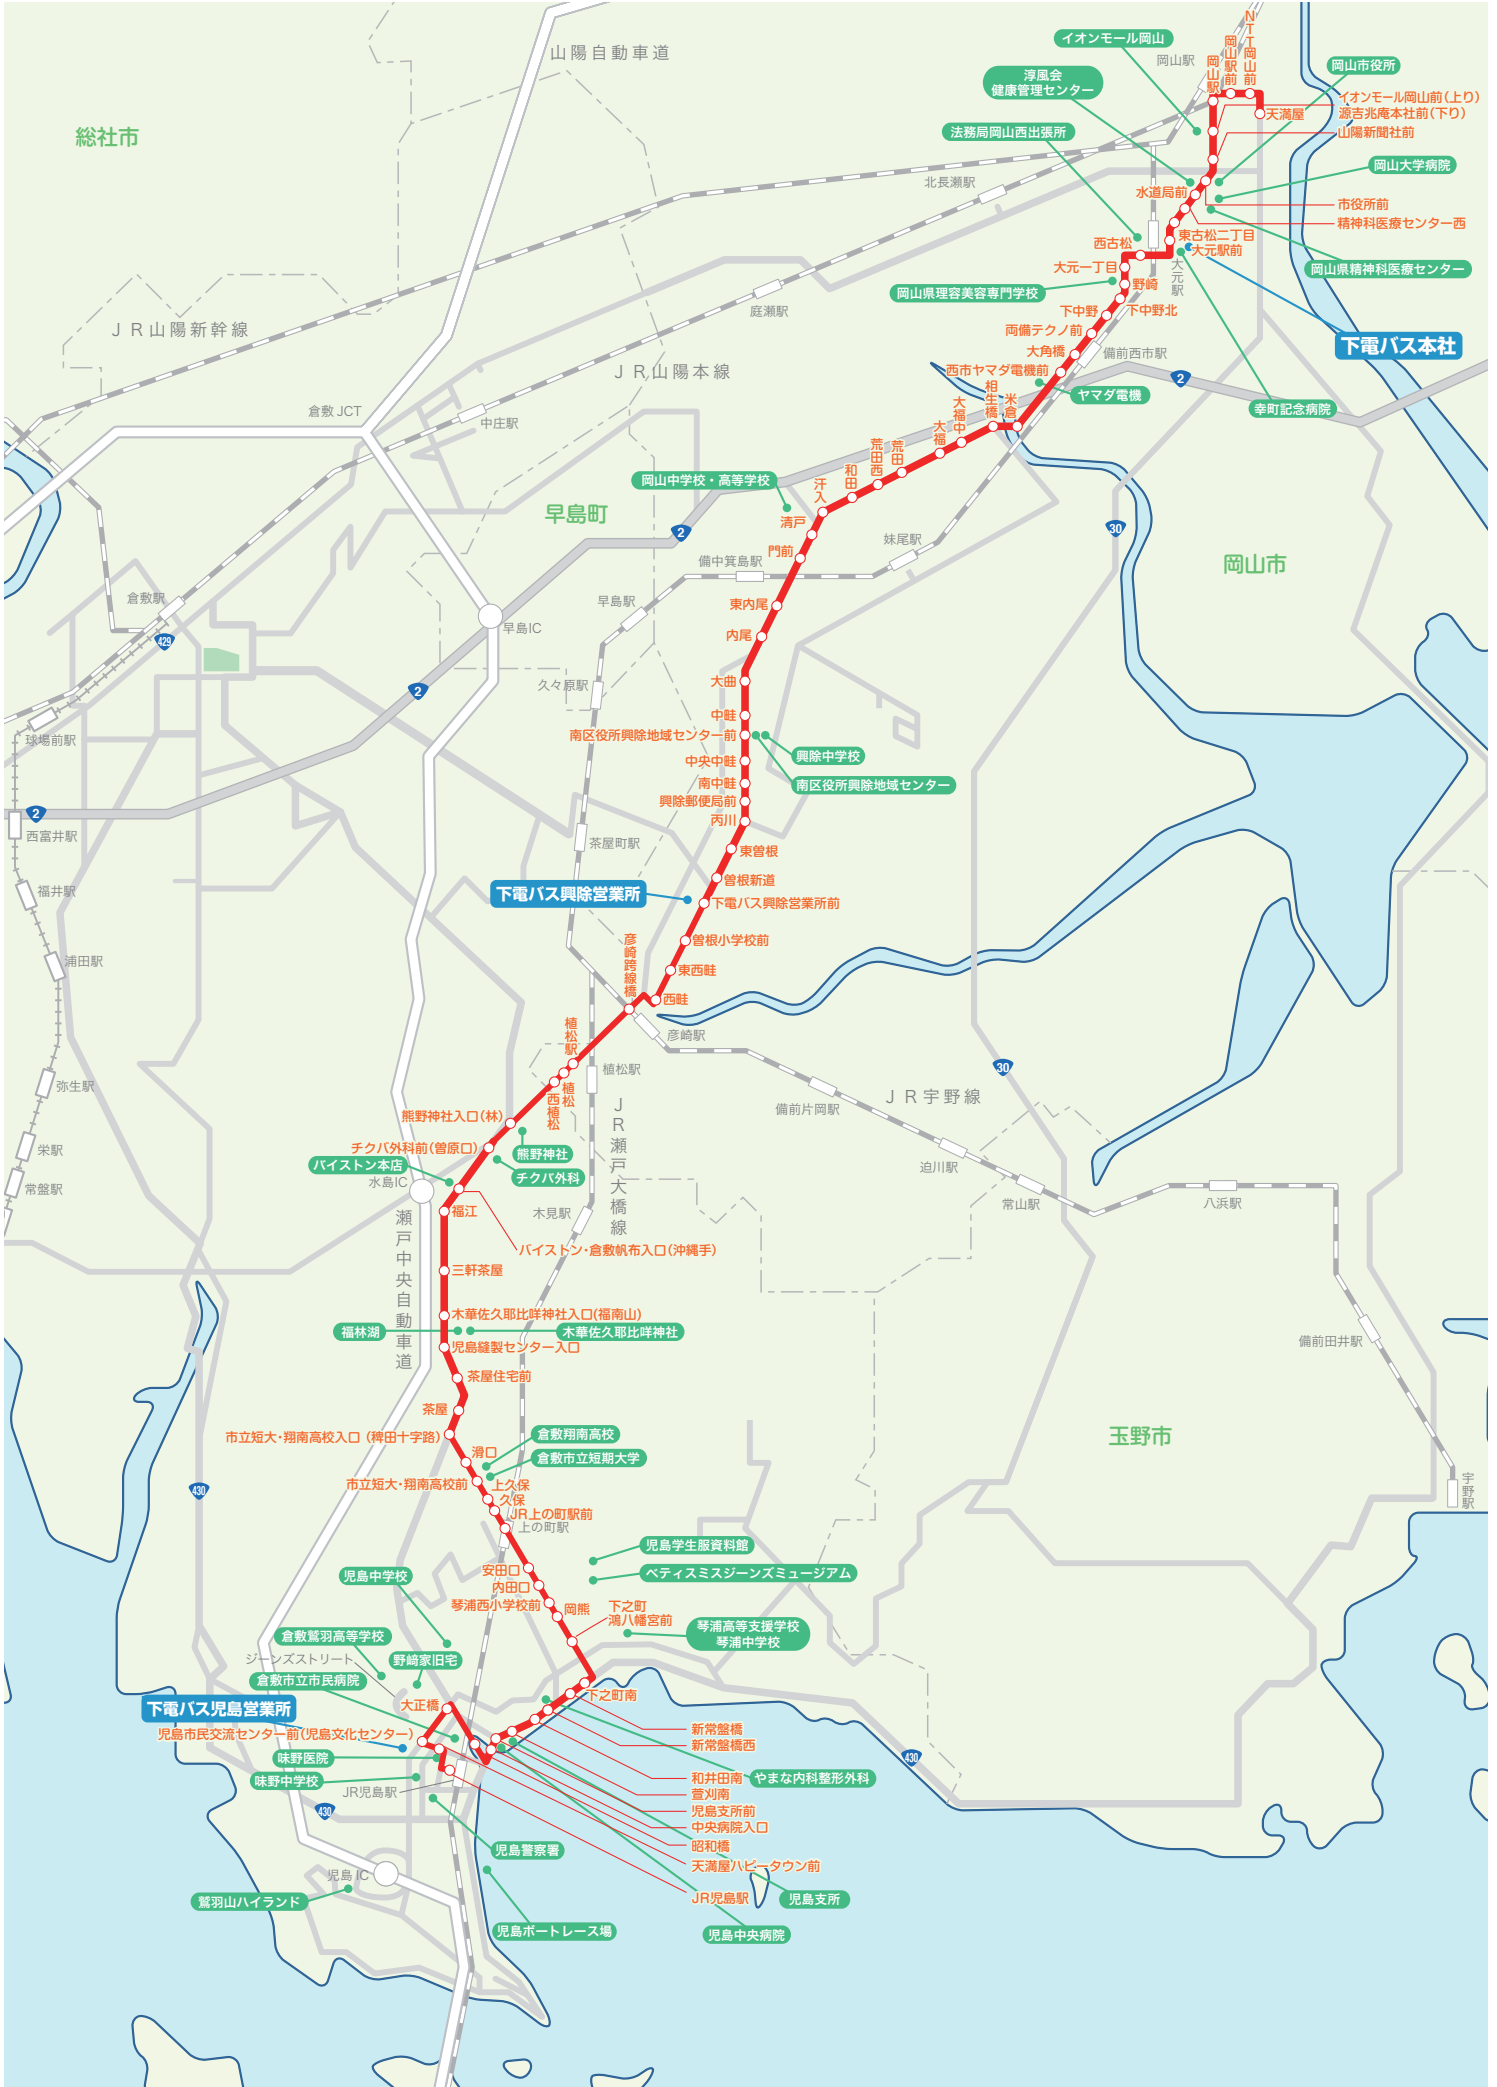 山陽自動車道
総社市
イオンモール岡山
岡山駅
岡山駅
岡山駅前
NTT岡山前
岡山市役所
淳風会
健康管理センター
天満屋
イオンモール岡山前(上り)
源吉兆庵本社前(下り)
山陽新聞社前
法務局岡山西出張所
岡山大学病院
北長瀬駅
水道局前
市役所前
精神科医療センター西
西古松
東古松二丁目
大元駅前
大元駅
岡山県精神科医療センター
大元一丁目
岡山県理容美容専門学校
野崎
下中野
下中野北
庭瀬駅
JR山陽新幹線
両備テクノ前
下電バス本社
大角橋
備前西市駅
JR山陽本線
西市ヤマダ電機前
2
ヤマダ電機
幸町記念病院
相生橋
米倉
大福中
大福
倉敷JCT
中庄駅
荒田
荒田西
和田
汗入
岡山中学校・高等学校
早島町
清戸
2
30
妹尾駅
門前
備中箕島駅
岡山市
早島駅
東内尾
倉敷駅
429
早島IC
内尾
久々原駅
大曲
2
中畦
球場前駅
南区役所興除地域センター前
興除中学校
中央中畦
南中畦
南区役所興除地域センター
興除郵便局前
2
丙川
西富井駅
茶屋町駅
東曽根
福井駅
下電バス興除営業所
曽根新道
下電バス興除営業所前
彦崎跨線橋
曽根小学校前
浦田駅
東西畦
西畦
植松駅
彦崎駅
植松駅
30
弥生駅
植松
西植松
JR宇野線
備前片岡駅
JR瀬戸大橋線
熊野神社入口(林)
栄駅
チクバ外科前(曽原口)
熊野神社
バイストン本店
チクバ外科
迫川駅
常盤駅
水島IC
常山駅
八浜駅
福江
木見駅
瀬戸中央自動車道
バイストン・倉敷帆布入口(沖縄手)
三軒茶屋
木華佐久耶比咩神社入口(福南山)
福林湖
木華佐久耶比咩神社
児島縫製センター入口
備前田井駅
茶屋住宅前
茶屋
市立短大・翔南高校入口(稗田十字路)
倉敷翔南高校
玉野市
滑口
倉敷市立短期大学
市立短大・翔南高校前
上久保
430
久保
宇野駅
JR上の町駅前
上の町駅
児島学生服資料館
安田口
児島中学校
ベティスミスジーンズミュージアム
内田口
琴浦西小学校前
岡熊
下之町
鴻八幡宮前
琴浦高等支援学校
琴浦中学校
倉敷鷲羽高等学校
ジーンズストリート
野﨑家旧宅
倉敷市立市民病院
下之町南
大正橋
下電バス児島営業所
新常盤橋
児島市民交流センター前(児島文化センター)
新常盤橋西
味野医院
430
味野中学校
和井田南
やまな内科整形外科
JR児島駅
萱刈南
430
児島支所前
中央病院入口
児島警察署
昭和橋
天満屋ハピータウン前
児島IC
鷲羽山ハイランド
JR児島駅
児島支所
児島ボートレース場
児島中央病院